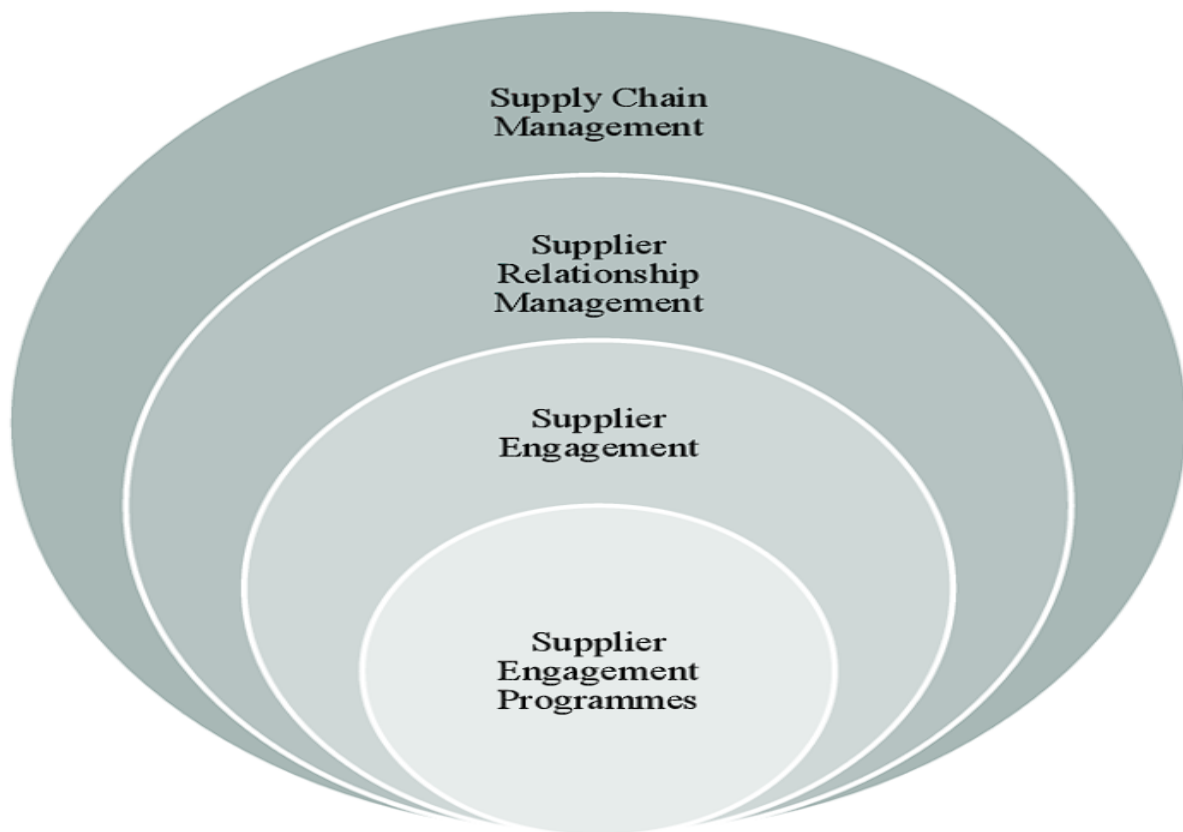 Supply Chain
Management
Supplier
Relationship
Management
Supplier
Engagement
Supplier
Engagement
Programmes